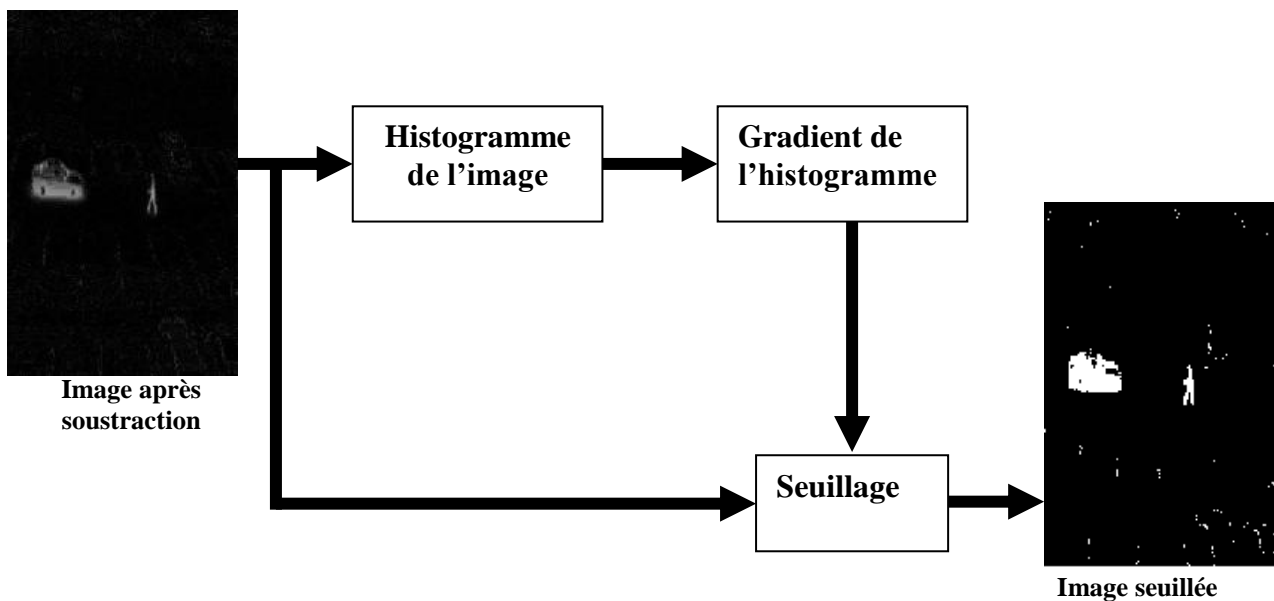 Histogramme
de l’image
Gradient de
l’histogramme
Image après
soustraction
Seuillage
Image seuillée